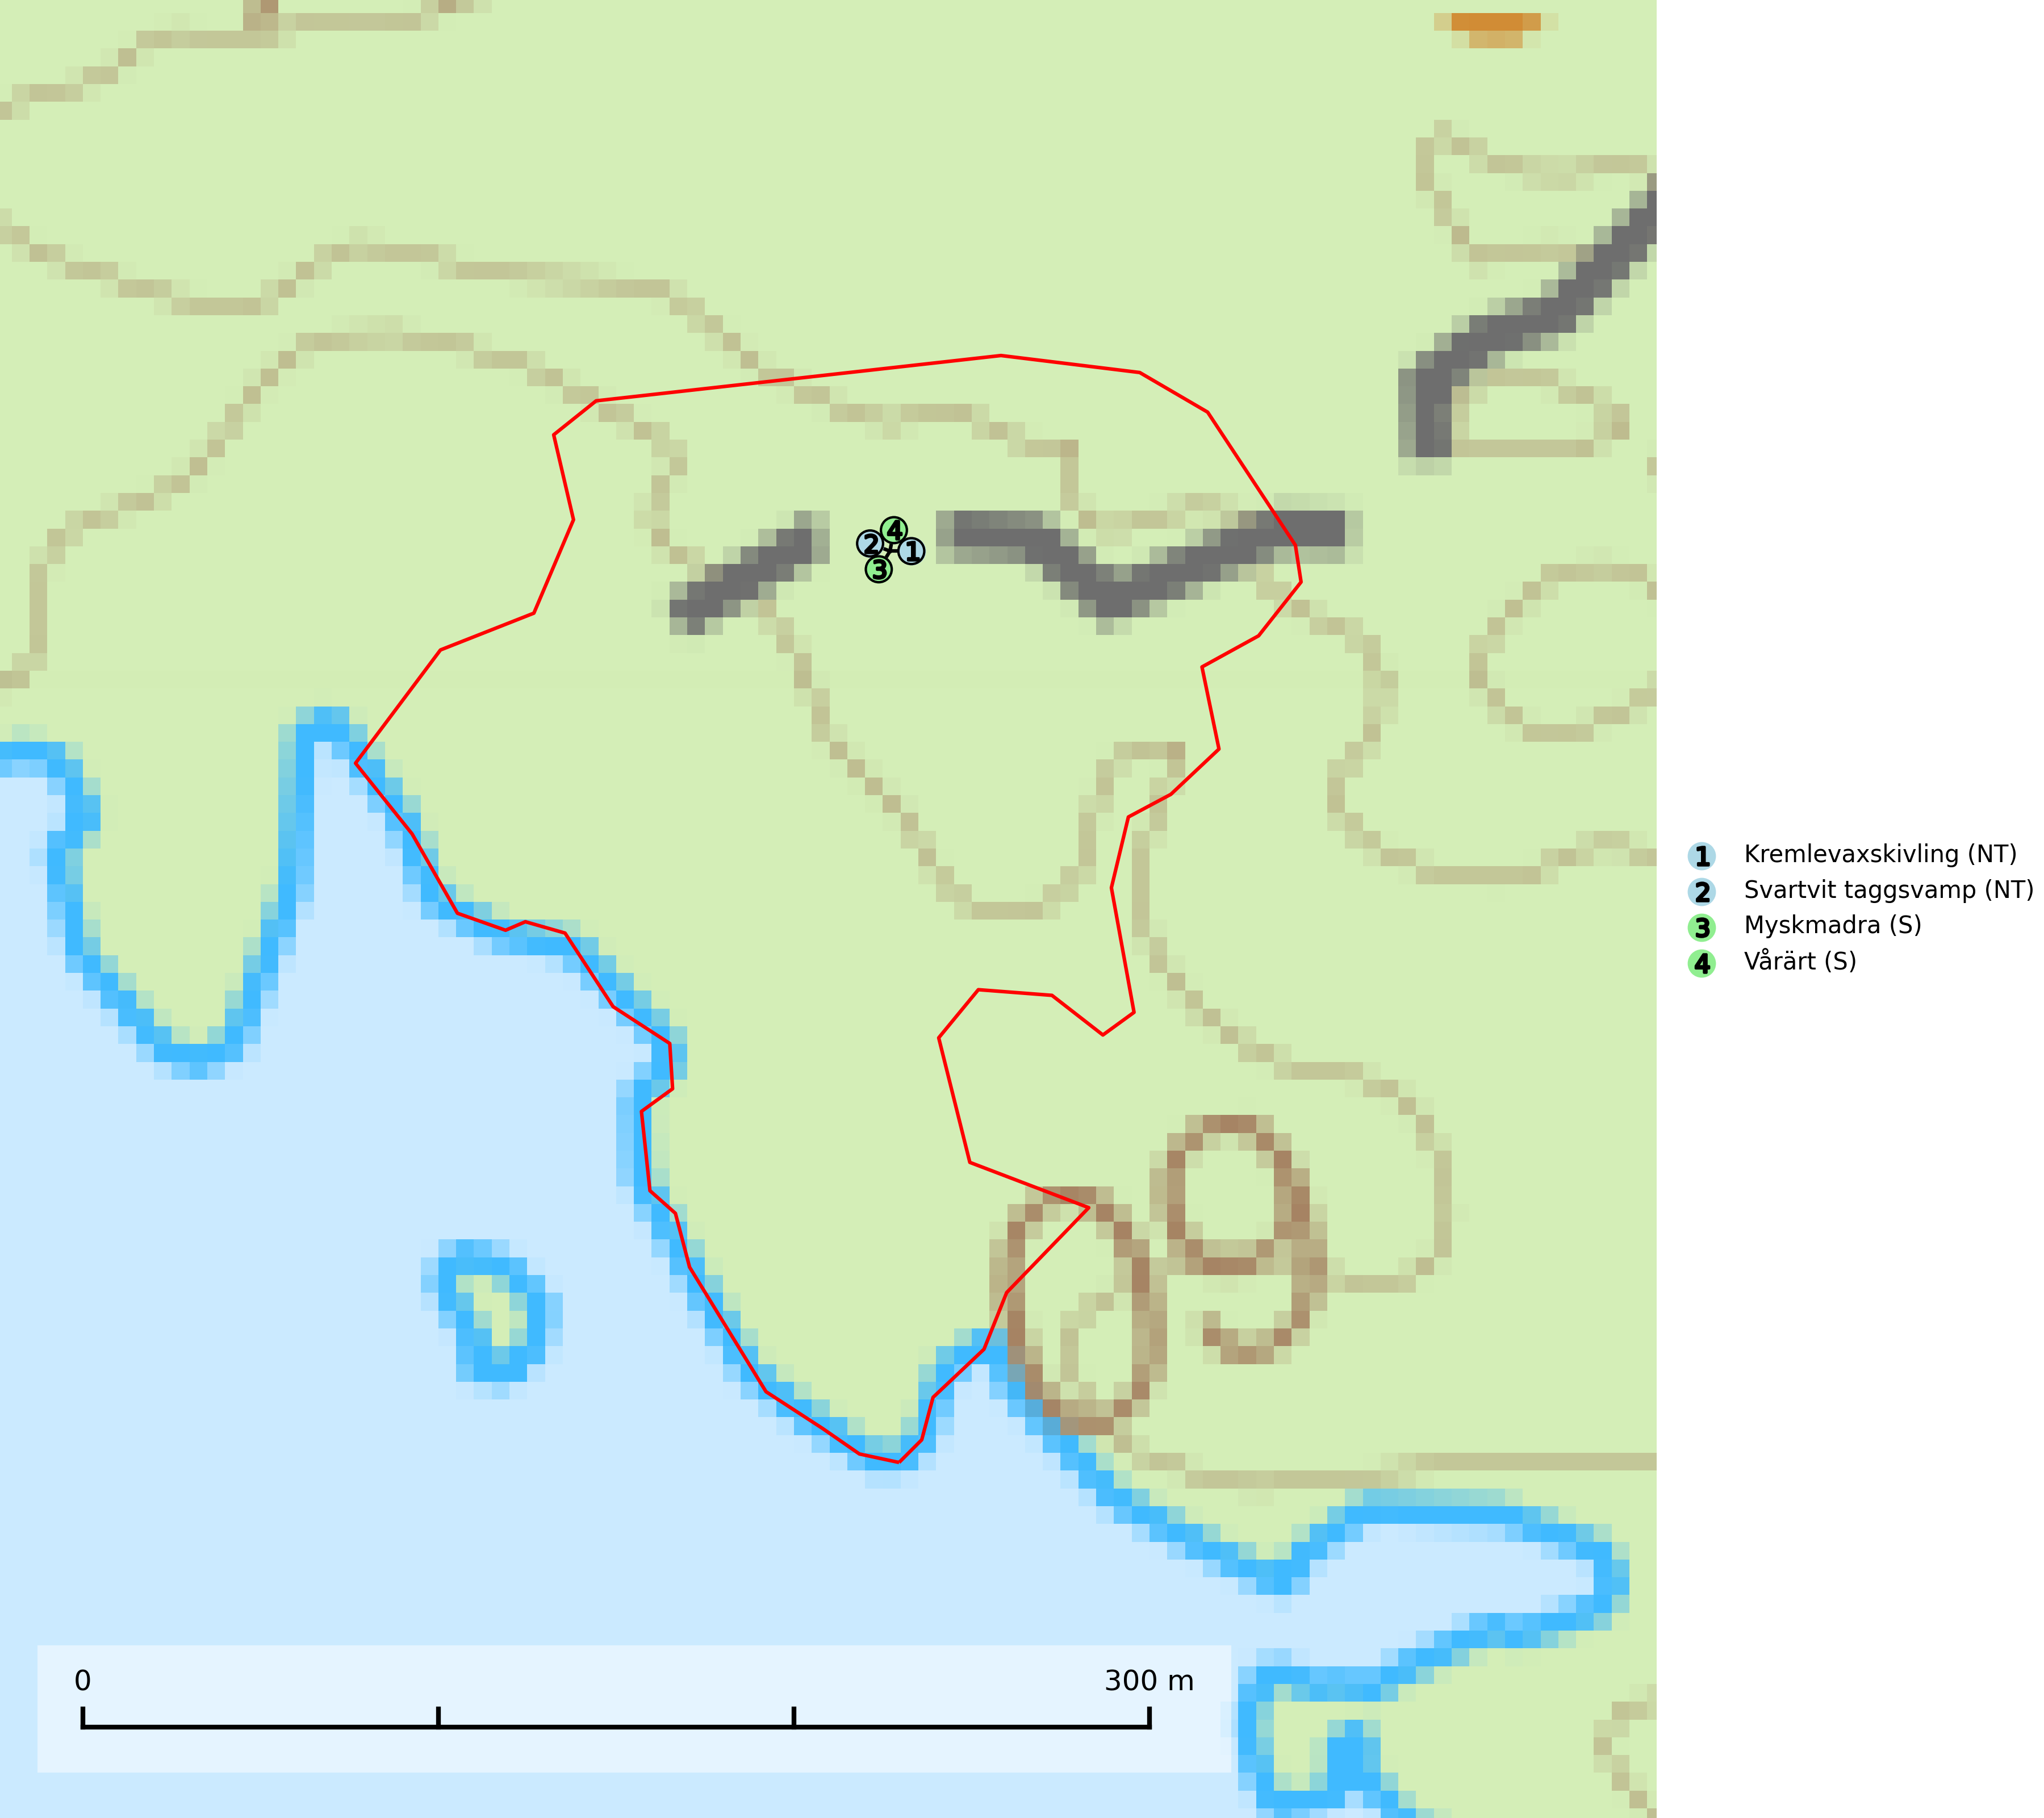 4
2
1
3
1 Kremlevaxskivling (NT)
2 Svartvit taggsvamp (NT)
3 Myskmadra (S)
4 Vårärt (S)
0 300 m